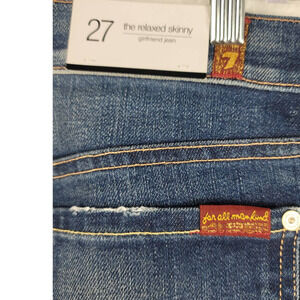 27
the relaxed skinny
girlfriend jean
7
for all mankind